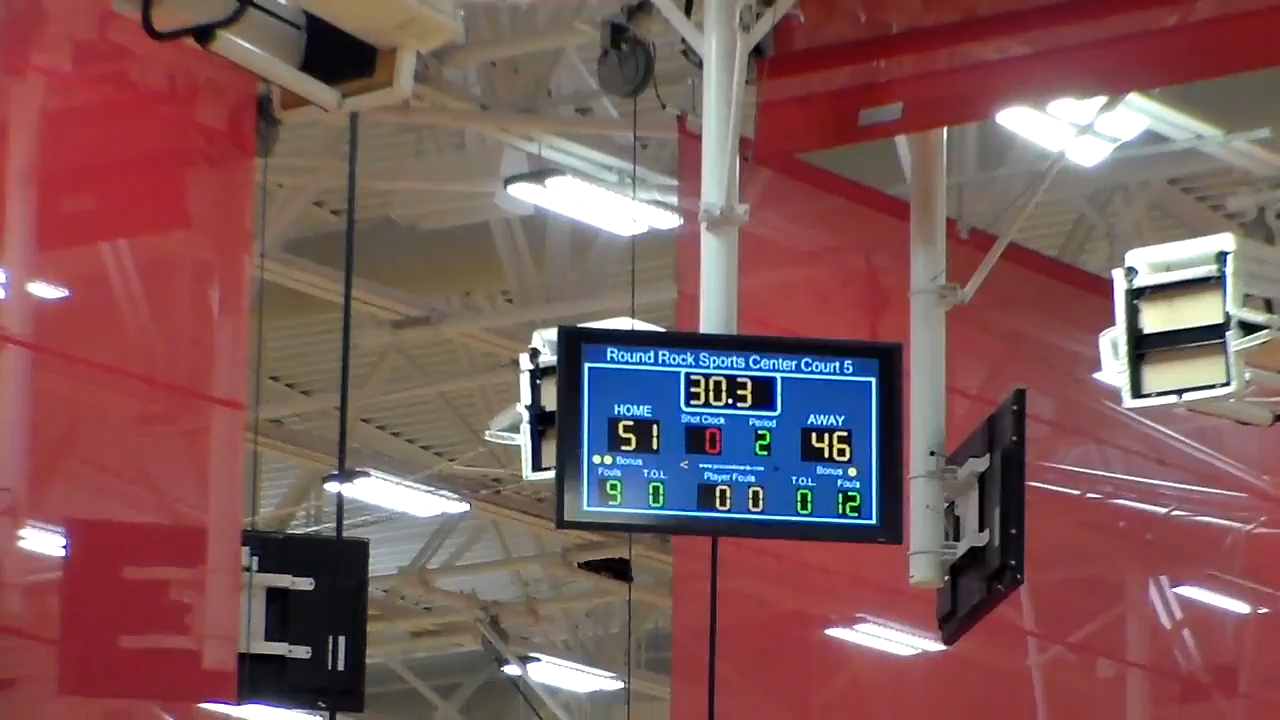 Round Rock Sports Center Court 5
30.3
HOME Shot Clock Period AWAY
51 0 2 46
Bonus < Bonus
Fouls T.O.L. Player Fouls T.O.L. Fouls
9 0 0 0 0 12